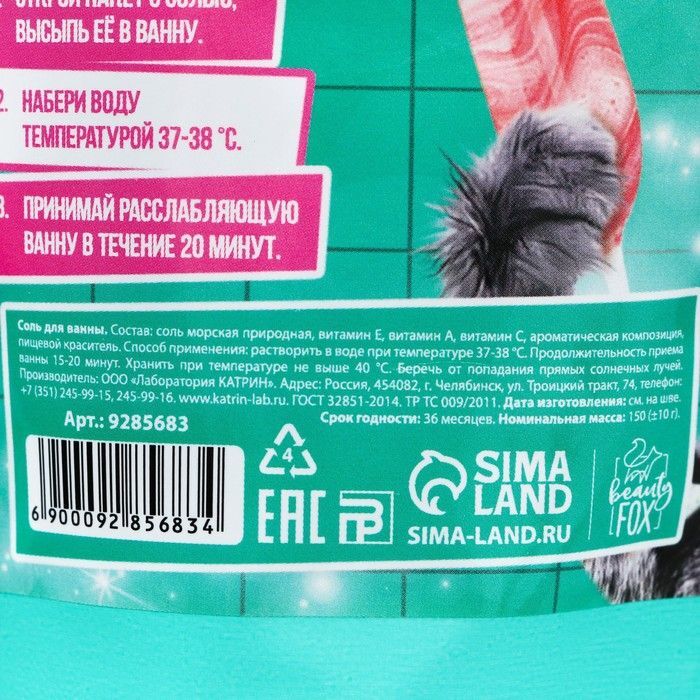 ВЫСЫПЬ ЕЁ В ВАННУ.
2. НАБЕРИ ВОДУ
ТЕМПЕРАТУРОЙ 37-38 °C.
3. ПРИНИМАЙ РАССЛАБЛЯЮЩУЮ
ВАННУ В ТЕЧЕНИЕ 20 МИНУТ.
Соль для ванны. Состав: соль морская природная, витамин Е, витамин А, витамин С, ароматическая композиция,
пищевой краситель. Способ применения: растворить в воде при температуре 37-38 °C. Продолжительность приема
ванны 15-20 минут. Хранить при температуре не выше 40 °C. Беречь от попадания прямых солнечных лучей.
Производитель: ООО «Лаборатория КАТРИН». Адрес: Россия, 454082, г. Челябинск, ул. Троицкий тракт, 74, телефон:
+7 (351) 245-99-15, 245-99-16. www.katrin-lab.ru. ГОСТ 32851-2014. ТР ТС 009/2011. Дата изготовления: см. на шве.
Срок годности: 36 месяцев. Номинальная масса: 150 (±10 г).
Арт.: 9285683
6 900092 856834
4
EAC
SIMA
LAND
SIMA-LAND.RU
beauty
FOX